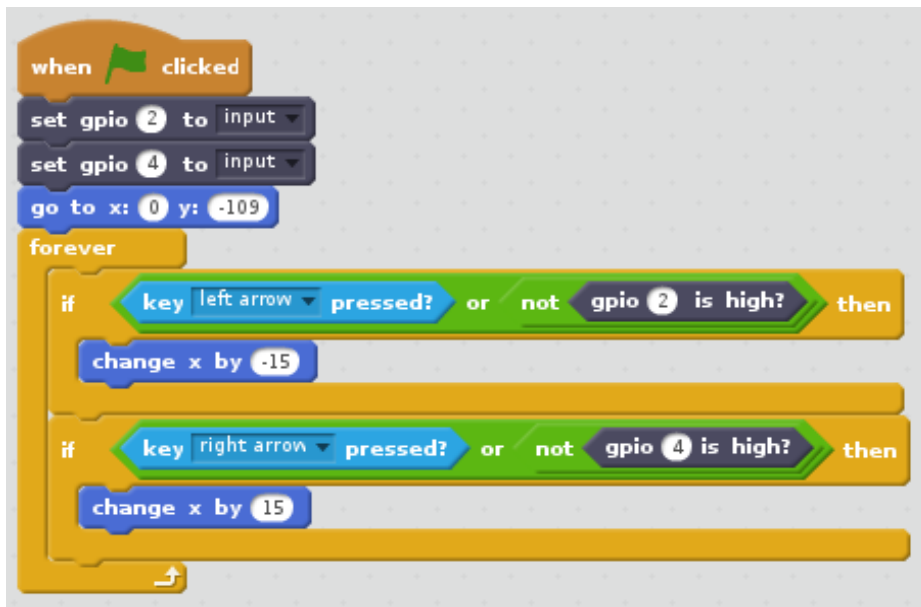 when clicked
set gpio 2 to input
set gpio 4 to input
go to x: 0 y: -109
forever
if key left arrow pressed? or not gpio 2 is high? then
change x by -15
if key right arrow pressed? or not gpio 4 is high? then
change x by 15